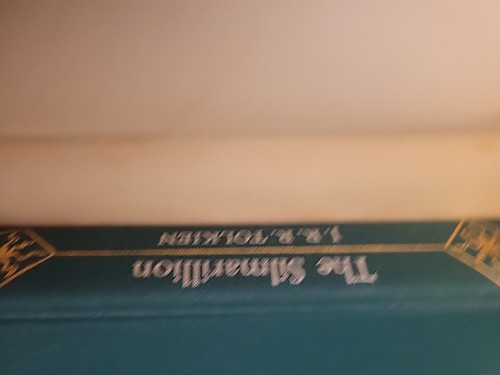 The Silmarillion
J. R. R. TOLKIEN